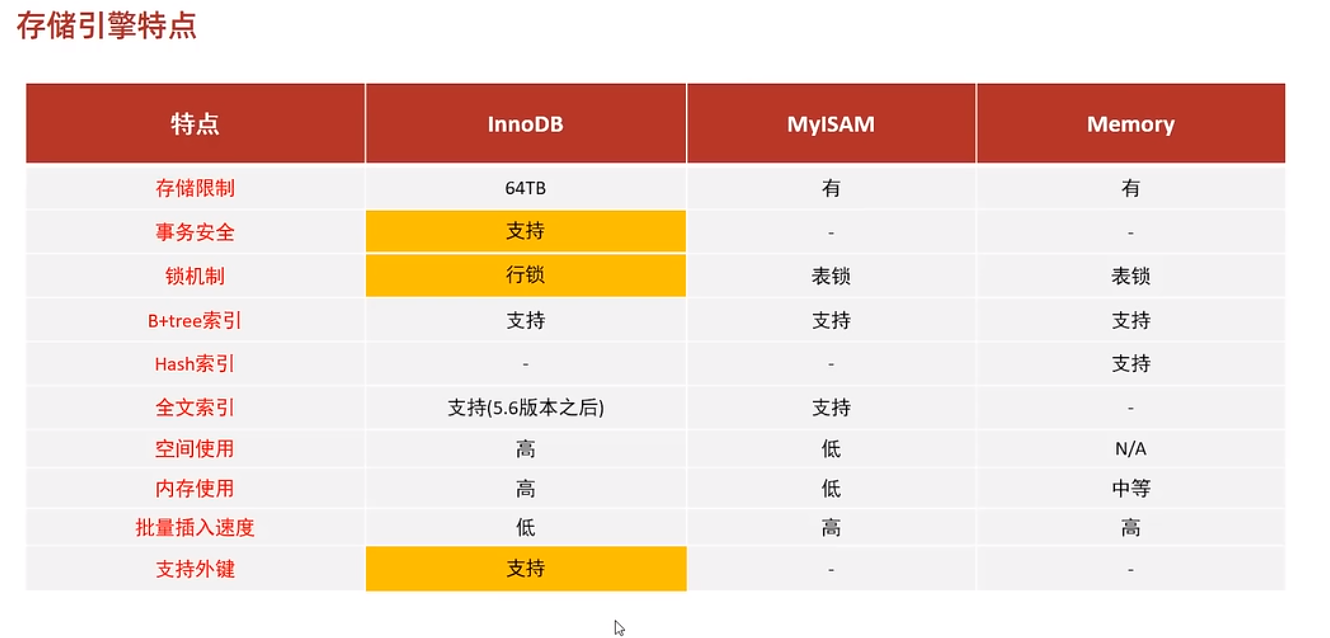 存储引擎特点
特点 InnoDB MyISAM Memory
存储限制 64TB 有 有
事务安全 支持 - -
锁机制 行锁 表锁 表锁
B+tree索引 支持 支持 支持
Hash索引 - - 支持
全文索引 支持(5.6版本之后) 支持 -
空间使用 高 低 N/A
内存使用 高 低 中等
批量插入速度 低 高 高
支持外键 支持 - -